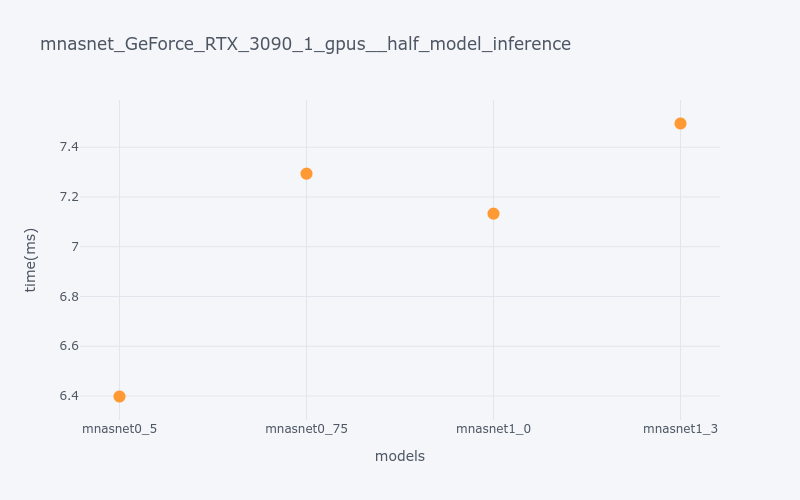 mnasnet_GeForce_RTX_3090_1_gpus__half_model_inference
time(ms)
7.4
7.2
7
6.8
6.6
6.4
mnasnet0_5 mnasnet0_75 mnasnet1_0 mnasnet1_3
models